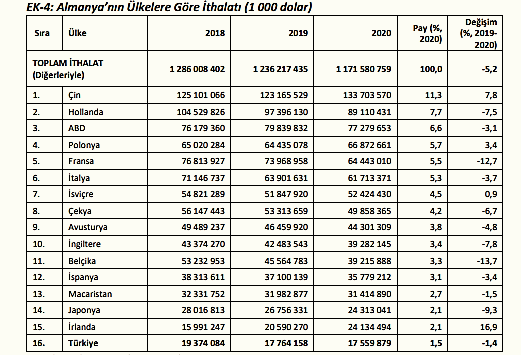 EK-4: Almanya'nın Ülkelere Göre İthalatı (1 000 dolar)
Sıra Ülke 2018 2019 2020 Pay (%, 2020) Değişim (%, 2019-2020)
TOPLAM İTHALAT (Diğerleriyle) 1 286 008 402 1 236 217 435 1 171 580 759 100,0 -5,2
1. Çin 125 101 066 123 165 529 133 703 570 11,3 7,8
2. Hollanda 104 529 826 97 396 130 89 110 431 7,7 -7,5
3. ABD 76 179 360 79 839 832 77 279 653 6,6 -3,1
4. Polonya 65 020 284 64 435 078 66 872 661 5,7 3,4
5. Fransa 76 813 927 73 968 958 64 443 010 5,5 -12,7
6. İtalya 71 146 737 63 901 631 61 713 371 5,3 -3,7
7. İsviçre 54 821 289 51 847 920 52 424 430 4,5 0,9
8. Çekya 56 147 443 53 313 659 49 858 365 4,2 -6,7
9. Avusturya 49 489 237 46 459 920 44 301 309 3,8 -4,8
10. İngiltere 43 374 270 42 483 543 39 282 145 3,4 -7,8
11. Belçika 53 232 953 45 564 783 39 215 888 3,3 -13,7
12. İspanya 38 313 611 37 100 139 35 779 212 3,1 -3,4
13. Macaristan 32 331 752 31 982 877 31 414 890 2,7 -1,5
14. Japonya 28 016 813 26 756 331 24 313 041 2,1 -9,3
15. İrlanda 15 991 247 20 590 270 24 134 494 2,1 16,9
16. Türkiye 19 374 084 17 764 158 17 559 879 1,5 -1,4